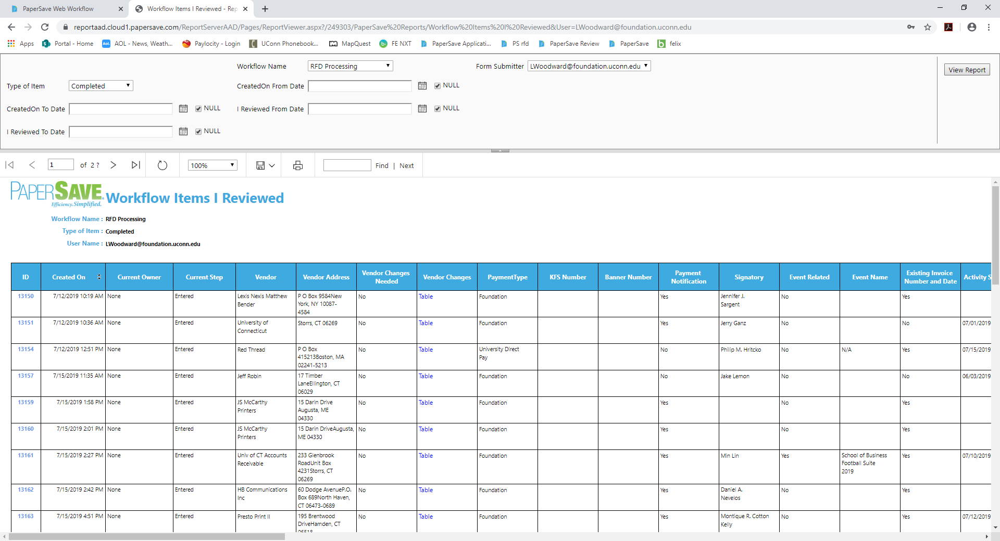 PaperSave Web Workflow
Workflow Items I Reviewed - Rep
reportaad.cloud1.papersave.com/ReportServerAAD/Pages/ReportViewer.aspx?/249303/PaperSave%20Reports/Workflow%20Items%20I%20Reviewed&User=LWoodward@foundation.uconn.edu
Apps Portal - Home AOL - News, Weath... Paylocity - Login UConn Phonebook... MapQuest FE NXT PaperSave Applicati... PS rfd PaperSave Review PaperSave felix
Workflow Name RFD Processing Form Submitter LWoodward@foundation.uconn.edu View Report
Type of Item Completed CreatedOn From Date NULL
CreatedOn To Date NULL I Reviewed From Date NULL
I Reviewed To Date NULL
1 of 2 ? 100% Find | Next
PAPERSAVE
Efficiency. Simplified.
Workflow Items I Reviewed
Workflow Name : RFD Processing
Type of Item : Completed
User Name : LWoodward@foundation.uconn.edu
ID Created On Current Owner Current Step Vendor Vendor Address Vendor Changes Needed Vendor Changes PaymentType KFS Number Banner Number Payment Notification Signatory Event Related Event Name Existing Invoice Number and Date Activity S
13150 7/12/2019 10:19 AM None Entered Lexis Nexis Matthew Bender P O Box 9584New York, NY 10087-4584 No Table Foundation Yes Jennifer J. Sargent No Yes
13151 7/12/2019 10:36 AM None Entered University of Connecticut Storrs, CT 06269 No Table Foundation Yes Jerry Ganz No No 07/01/2019
13154 7/12/2019 12:51 PM None Entered Red Thread P O Box 415213Boston, MA 02241-5213 No Table University Direct Pay No Philip M. Hritcko No N/A Yes 07/15/2019
13157 7/15/2019 11:35 AM None Entered Jeff Robin 17 Timber LaneEllington, CT 06029 No Table Foundation No Jake Lemon No No 06/03/2019
13159 7/15/2019 1:58 PM None Entered JS McCarthy Printers 15 Darin Drive Augusta, ME 04330 No Table Foundation Yes No Yes
13160 7/15/2019 2:01 PM None Entered JS McCarthy Printers 15 Darin DriveAugusta, ME 04330 No Table Foundation Yes No Yes
13161 7/15/2019 2:27 PM None Entered Univ of CT Accounts Receivable 233 Glenbrook RoadUnit Box 4231Storrs, CT 06269 No Table Foundation Yes Min Lin Yes School of Business Football Suite 2019 Yes 07/10/2019
13162 7/15/2019 2:42 PM None Entered HB Communications Inc 60 Dodge AvenueP.O. Box 689North Haven, CT 06473-0689 No Table Foundation Yes Daniel A. Nevelos No Yes
13163 7/15/2019 4:51 PM None Entered Presto Print II 195 Brentwood DriveHamden, CT 06518 No Table Foundation Yes Montique R. Cotton Kelly No Yes 07/12/2019